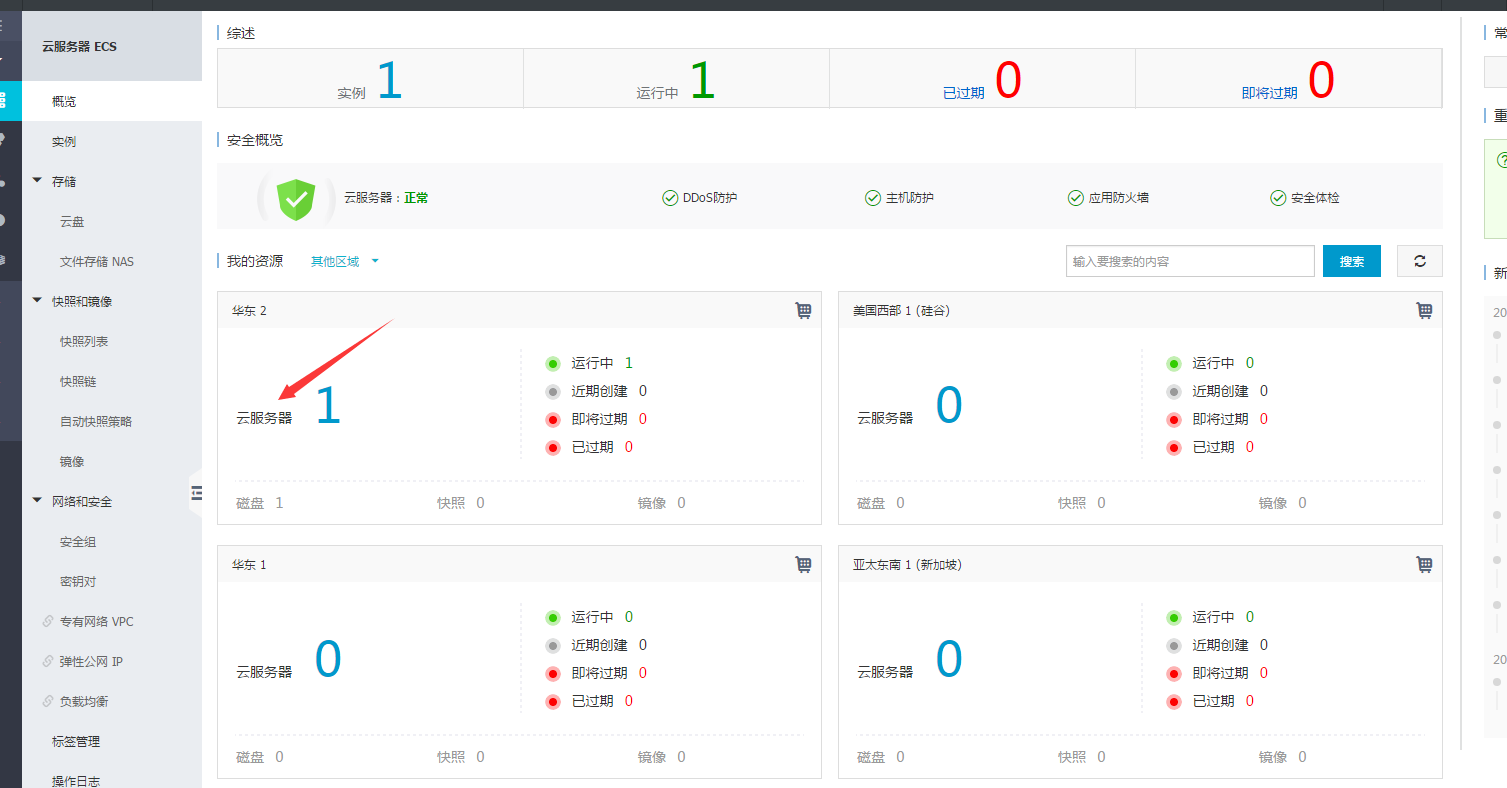 云服务器 ECS
概览
实例
存储
云盘
文件存储 NAS
快照和镜像
快照列表
快照链
自动快照策略
镜像
网络和安全
安全组
密钥对
专有网络 VPC
弹性公网 IP
负载均衡
标签管理
操作日志
综述
实例 1
运行中 1
已过期 0
即将过期 0
安全概览
云服务器：正常
DDoS防护
主机防护
应用防火墙
安全体检
我的资源
其他区域
输入要搜索的内容
搜索
华东 2
云服务器 1
运行中 1
近期创建 0
即将过期 0
已过期 0
磁盘 1
快照 0
镜像 0
美国西部 1 (硅谷)
云服务器 0
运行中 0
近期创建 0
即将过期 0
已过期 0
磁盘 0
快照 0
镜像 0
华东 1
云服务器 0
运行中 0
近期创建 0
即将过期 0
已过期 0
磁盘 0
快照 0
镜像 0
亚太东南 1 (新加坡)
云服务器 0
运行中 0
近期创建 0
即将过期 0
已过期 0
磁盘 0
快照 0
镜像 0
常
重
新
20
20